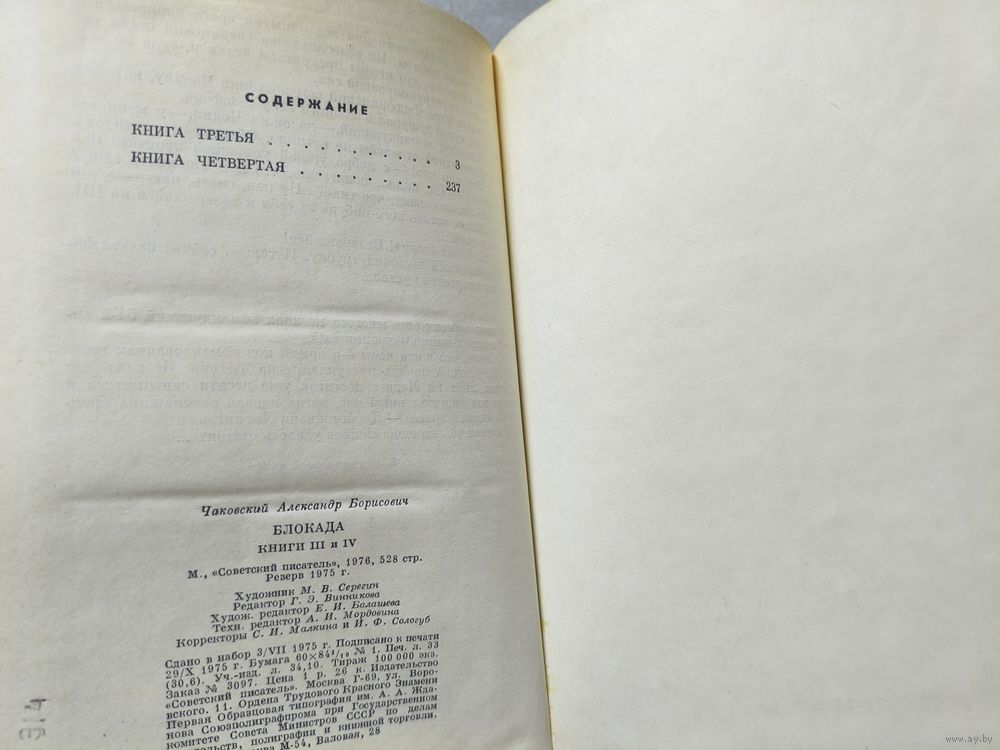 СОДЕРЖАНИЕ
КНИГА ТРЕТЬЯ . . . . . . . . . . . 3
КНИГА ЧЕТВЕРТАЯ . . . . . . . . . 237
Чаковский Александр Борисович
БЛОКАДА
КНИГИ III и IV
М., «Советский писатель», 1976, 528 стр.
Резерв 1975 г.
Художник М. В. Серегин
Редактор Г. Э. Винникова
Худож. редактор Е. И. Балашева
Техн. редактор А. И. Мордовина
Корректоры С. И. Малкина и И. Ф. Сологуб
Сдано в набор 3/VII 1975 г. Подписано к печати
29/X 1975 г. Бумага 60×84¹/₁₆ № 1. Печ. л. 33
(30,6). Уч.-изд. л. 34,10. Тираж 100 000 экз.
Заказ № 3097. Цена 1 р. 26 к. Издательство
«Советский писатель». Москва Г-69, ул. Воро-
вского. 11. Ордена Трудового Красного Знамени
Первая Образцовая типография им. А. А. Жда-
нова Союзполиграфпрома при Государственном
комитете Совета Министров СССР по делам
полиграфии и книжной торговли.
М-54, Валовая, 28
www.ay.by